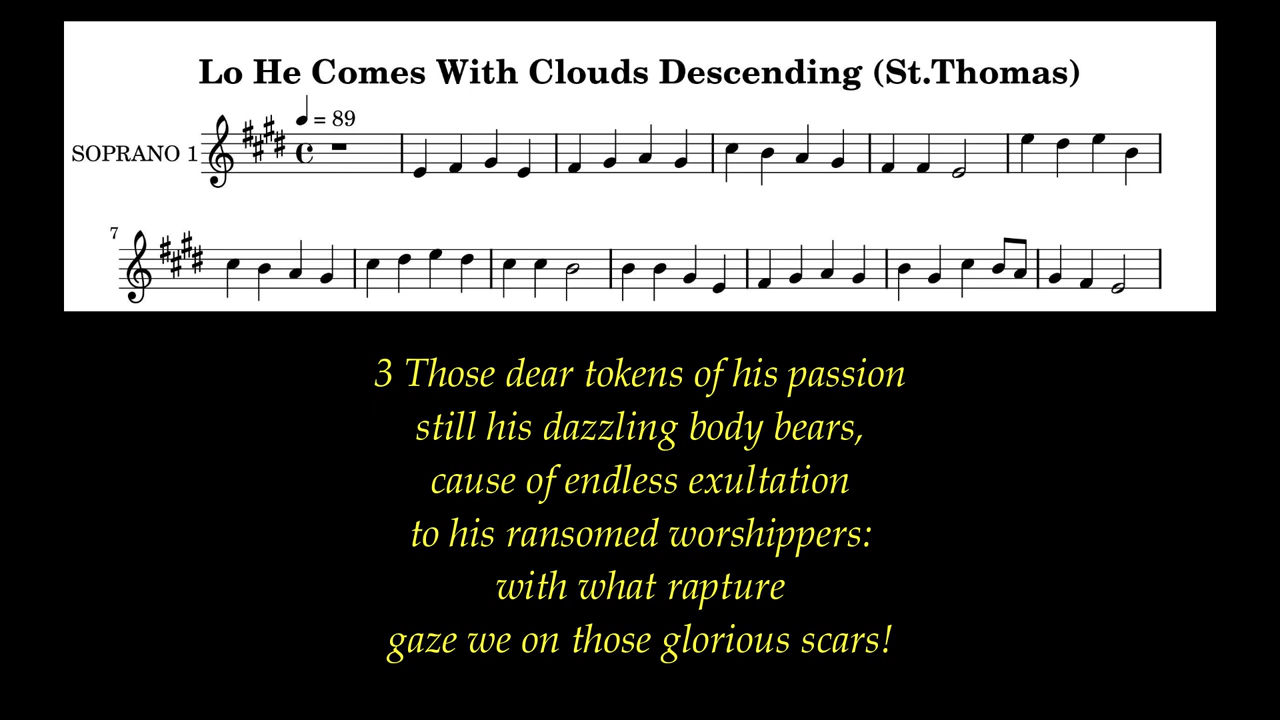 Lo He Comes With Clouds Descending (St.Thomas)
= 89
SOPRANO 1
7
3 Those dear tokens of his passion
still his dazzling body bears,
cause of endless exultation
to his ransomed worshippers:
with what rapture
gaze we on those glorious scars!